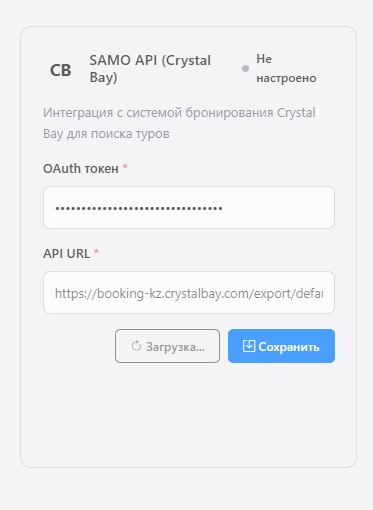 CB
SAMO API (Crystal
Bay)
Не
настроено
Интеграция с системой бронирования Crystal
Bay для поиска туров
OAuth токен *
••••••••••••••••••••••••••••••••
API URL *
https://booking-kz.crystalbay.com/export/defau
Загрузка...
Сохранить